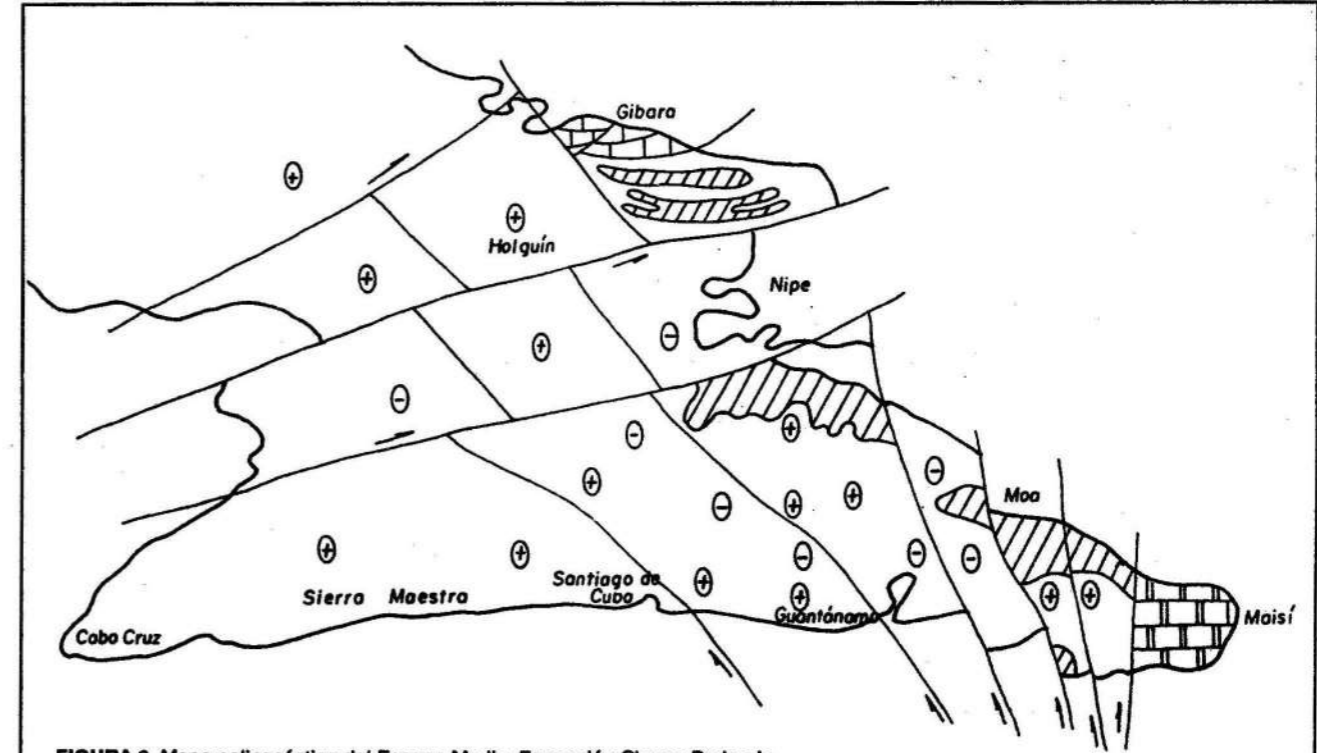 Gibara
Holguín
Nipe
Moa
Santiago de
Cuba
Sierra Maestra
Guantánamo
Maisí
Cabo Cruz